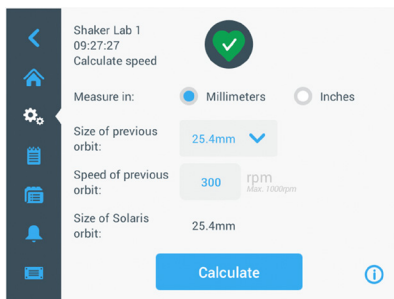 Shaker Lab 1
09:27:27
Calculate speed
Measure in: Millimeters Inches
Size of previous
orbit: 25.4mm
Speed of previous
orbit: 300 rpm
Max. 1000rpm
Size of Solaris
orbit: 25.4mm
Calculate